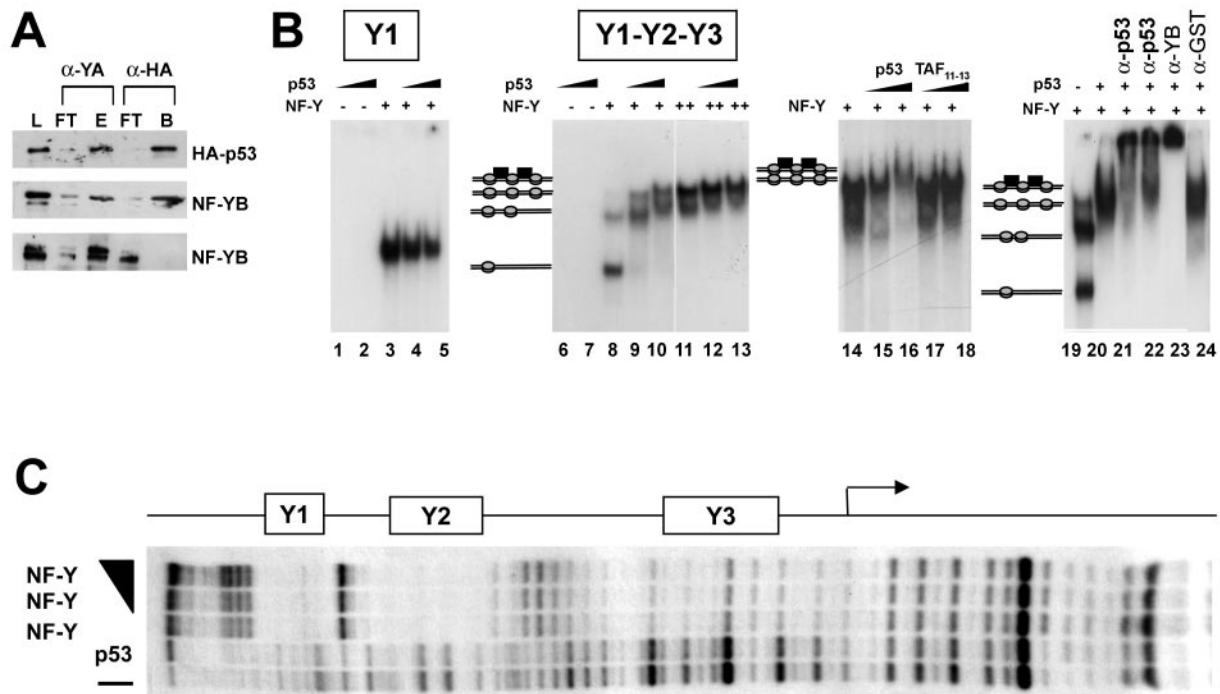 A
α-YA α-HA
L FT E FT B
HA-p53
NF-YB
NF-YB
B
Y1
p53
NF-Y - - + + +
1 2 3 4 5
Y1-Y2-Y3
p53
NF-Y - - + + + ++ ++ ++
6 7 8 9 10 11 12 13
p53 TAF11-13
NF-Y + + + + +
14 15 16 17 18
α-p53
α-p53
α-YB
α-GST
p53 - + + + + +
NF-Y + + + + + +
19 20 21 22 23 24
C
Y1 Y2 Y3
NF-Y
NF-Y
NF-Y
p53
–